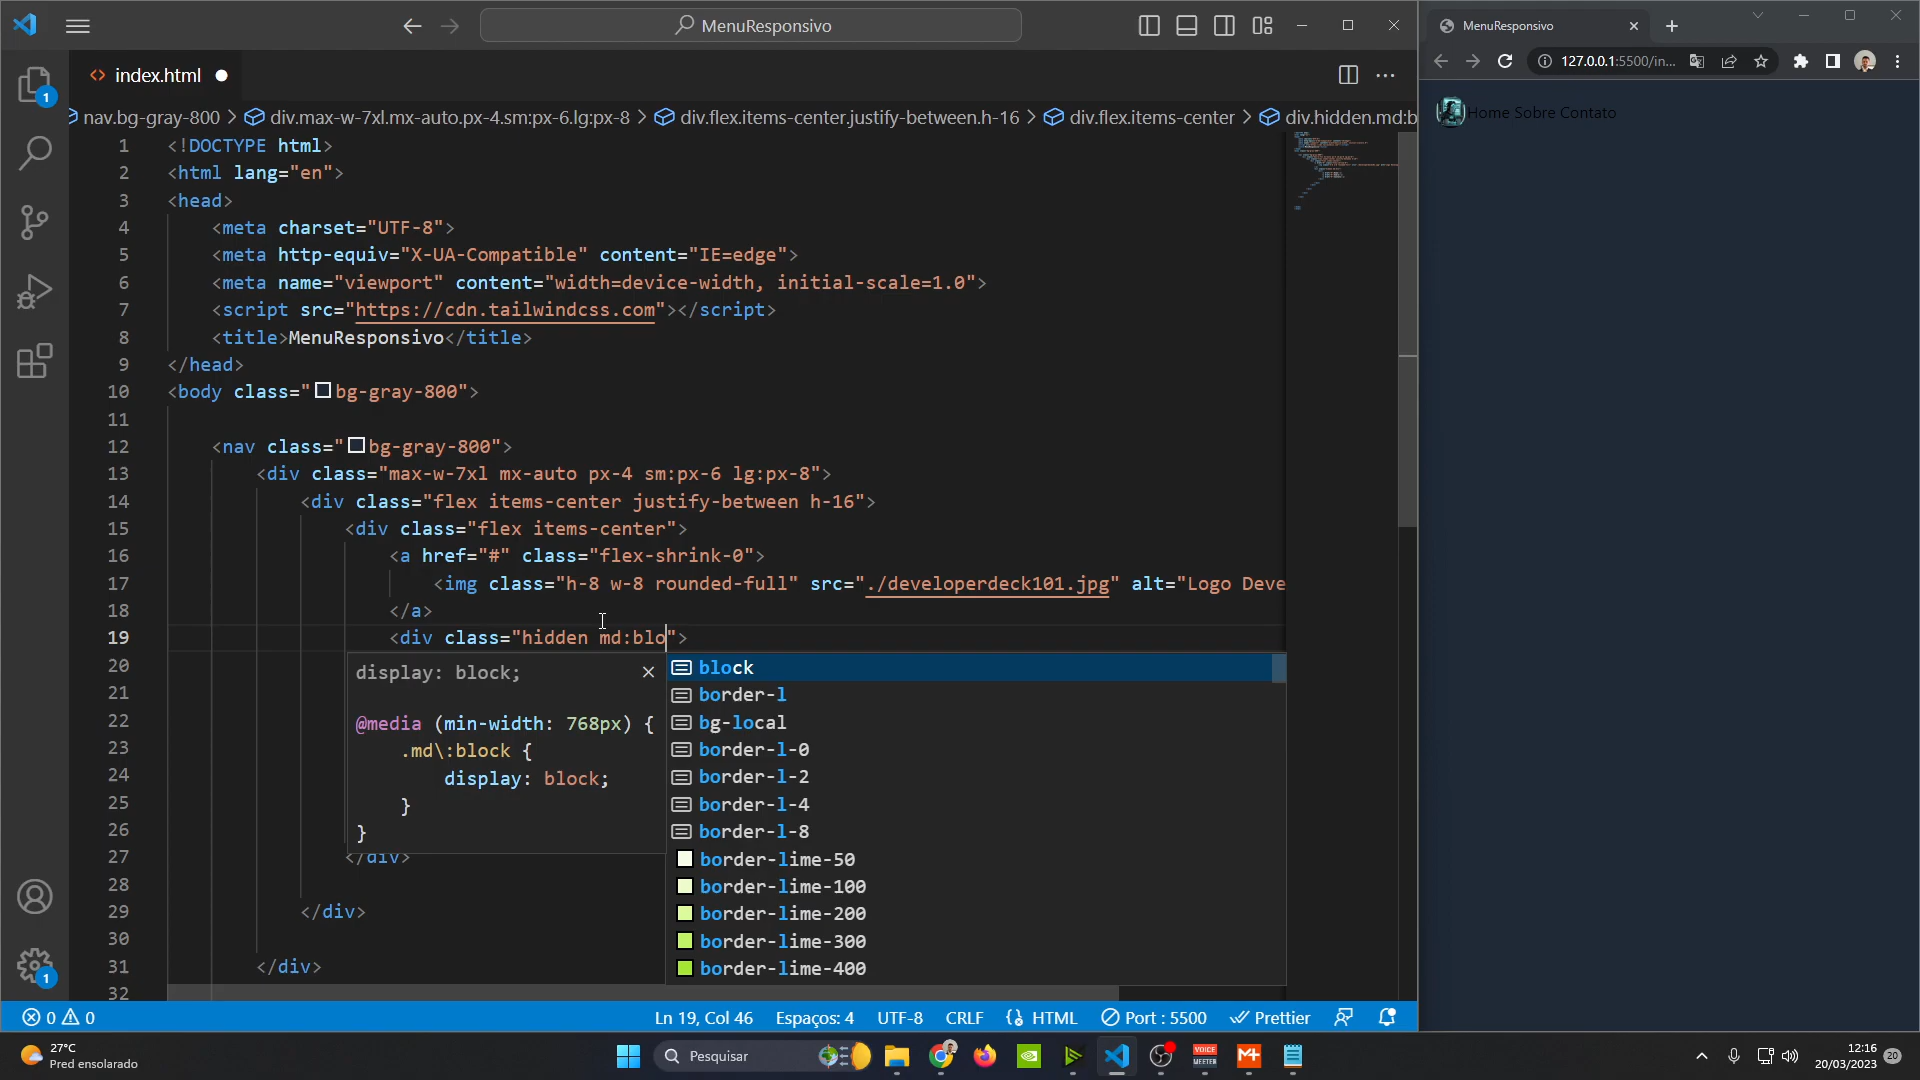 MenuResponsivo
index.html
nav.bg-gray-800 > div.max-w-7xl.mx-auto.px-4.sm:px-6.lg:px-8 > div.flex.items-center.justify-between.h-16 > div.flex.items-center > div.hidden.md:b
1 <!DOCTYPE html>
2 <html lang="en">
3 <head>
4 <meta charset="UTF-8">
5 <meta http-equiv="X-UA-Compatible" content="IE=edge">
6 <meta name="viewport" content="width=device-width, initial-scale=1.0">
7 <script src="https://cdn.tailwindcss.com"></script>
8 <title>MenuResponsivo</title>
9 </head>
10 <body class="bg-gray-800">
11
12 <nav class="bg-gray-800">
13 <div class="max-w-7xl mx-auto px-4 sm:px-6 lg:px-8">
14 <div class="flex items-center justify-between h-16">
15 <div class="flex items-center">
16 <a href="#" class="flex-shrink-0">
17 <img class="h-8 w-8 rounded-full" src="./developerdeck101.jpg" alt="Logo Deve
18 </a>
19 <div class="hidden md:blo">
20
21
22
23
24
25
26
27 </div>
28
29 </div>
30
31 </div>
32
display: block;
@media (min-width: 768px) {
.md\:block {
display: block;
}
}
block
border-l
bg-local
border-l-0
border-l-2
border-l-4
border-l-8
border-lime-50
border-lime-100
border-lime-200
border-lime-300
border-lime-400
1
1
0 0
Ln 19, Col 46 Espaços: 4 UTF-8 CRLF HTML Port : 5500 Prettier
MenuResponsivo
127.0.0.1:5500/in...
Home Sobre Contato
27°C
Pred ensolarado
Pesquisar
VOICE
MEETER
12:16
20/03/2023
20